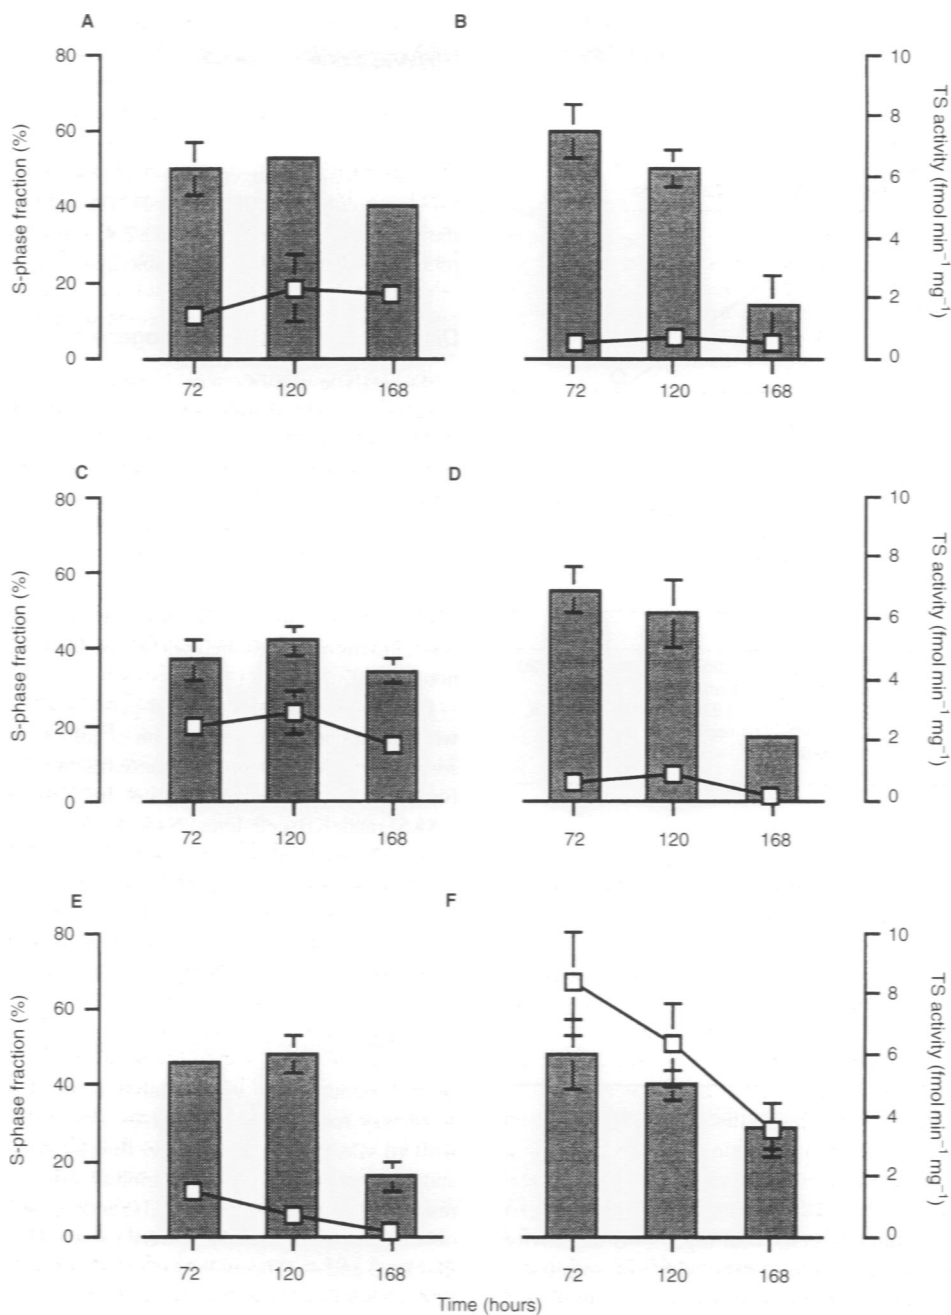 A B
80 10
60 8
40 6
20 4
0 2
0
S-phase fraction (%)
TS activity (fmol min⁻¹ mg⁻¹)
72 120 168 72 120 168
C D
80 10
60 8
40 6
20 4
0 2
0
S-phase fraction (%)
TS activity (fmol min⁻¹ mg⁻¹)
72 120 168 72 120 168
E F
80 10
60 8
40 6
20 4
0 2
0
S-phase fraction (%)
TS activity (fmol min⁻¹ mg⁻¹)
72 120 168 72 120 168
Time (hours)